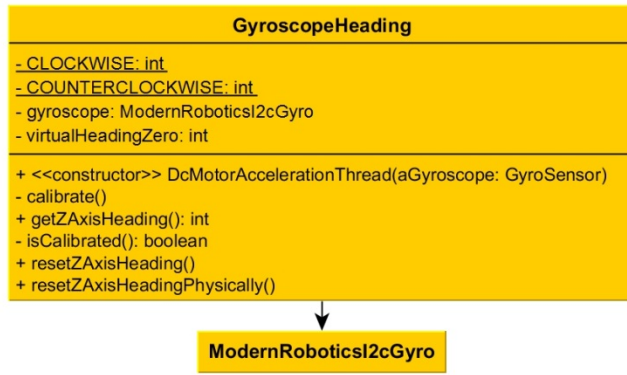 GyroscopeHeading
- CLOCKWISE: int
- COUNTERCLOCKWISE: int
- gyroscope: ModernRoboticsI2cGyro
- virtualHeadingZero: int
+ <<constructor>> DcMotorAccelerationThread(aGyroscope: GyroSensor)
- calibrate()
+ getZAxisHeading(): int
- isCalibrated(): boolean
+ resetZAxisHeading()
+ resetZAxisHeadingPhysically()
ModernRoboticsI2cGyro